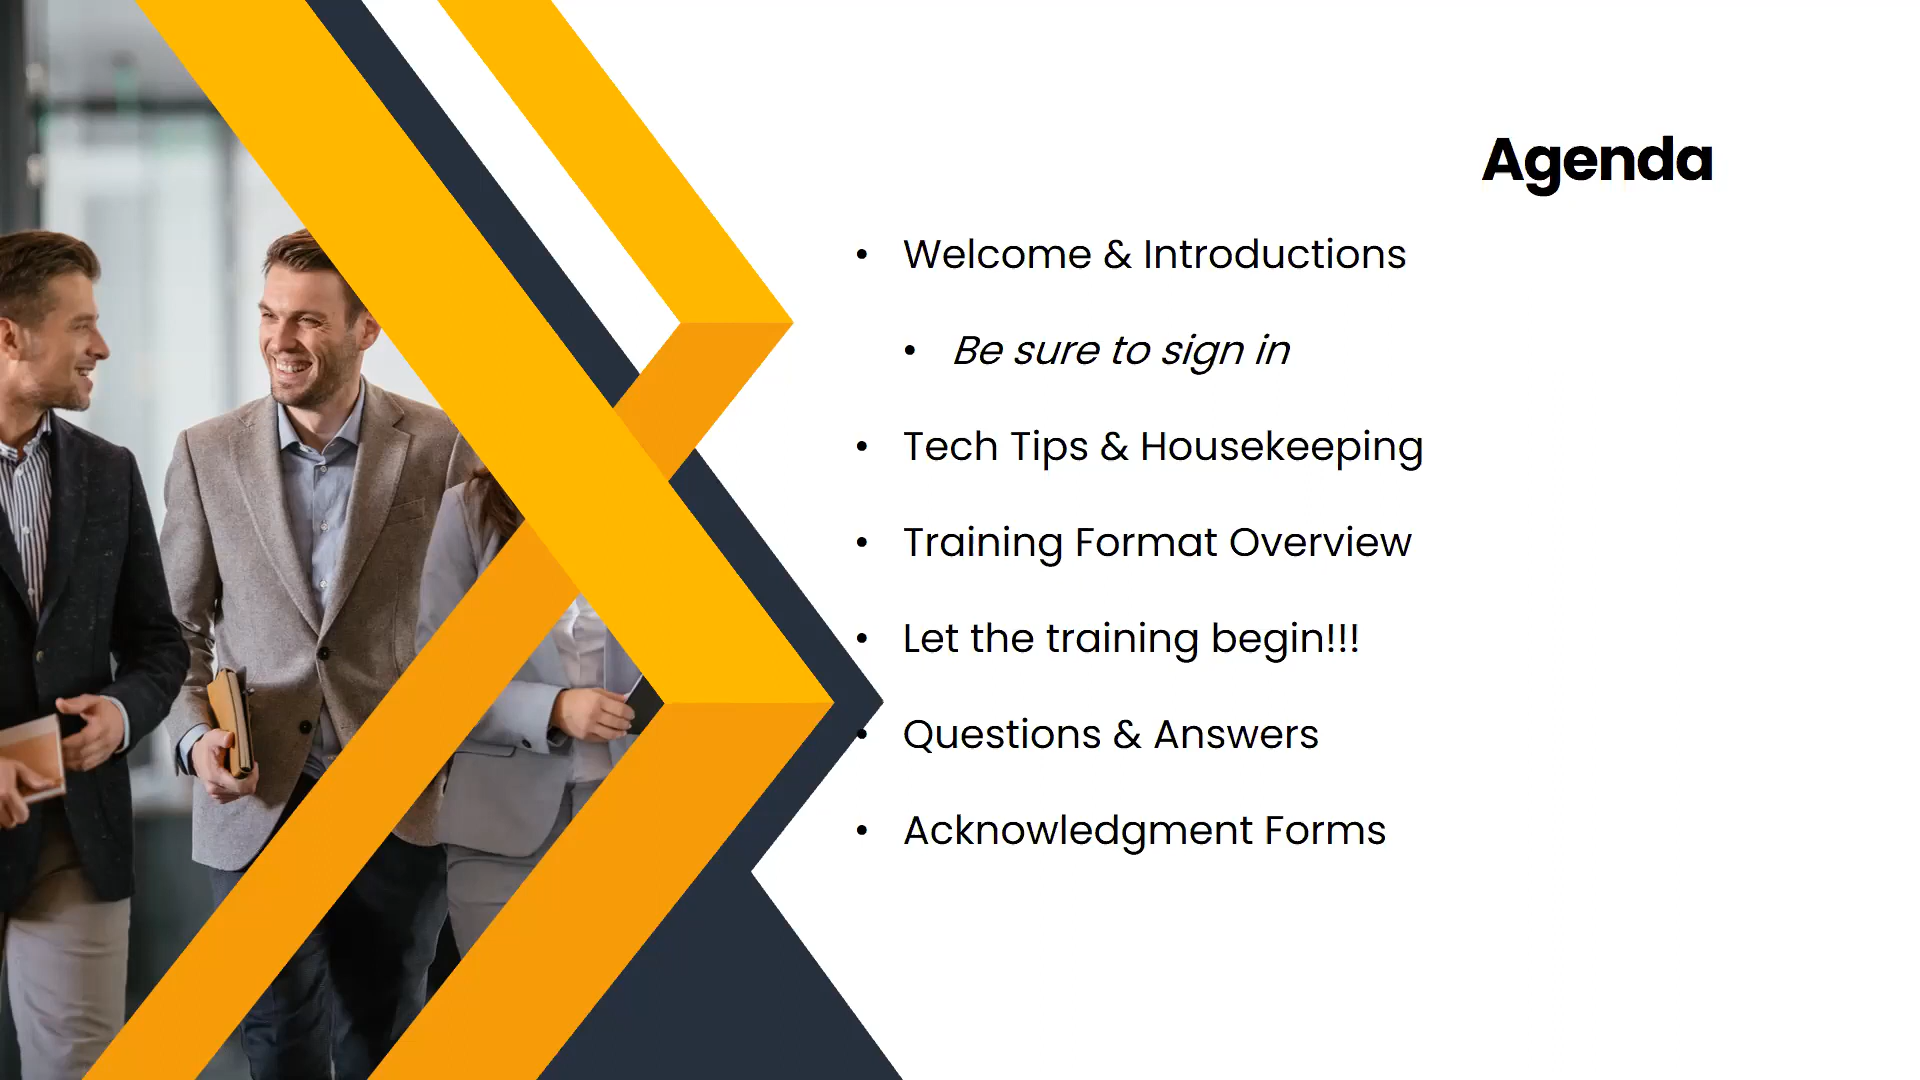 Agenda
• Welcome & Introductions
• Be sure to sign in
• Tech Tips & Housekeeping
• Training Format Overview
• Let the training begin!!!
• Questions & Answers
• Acknowledgment Forms